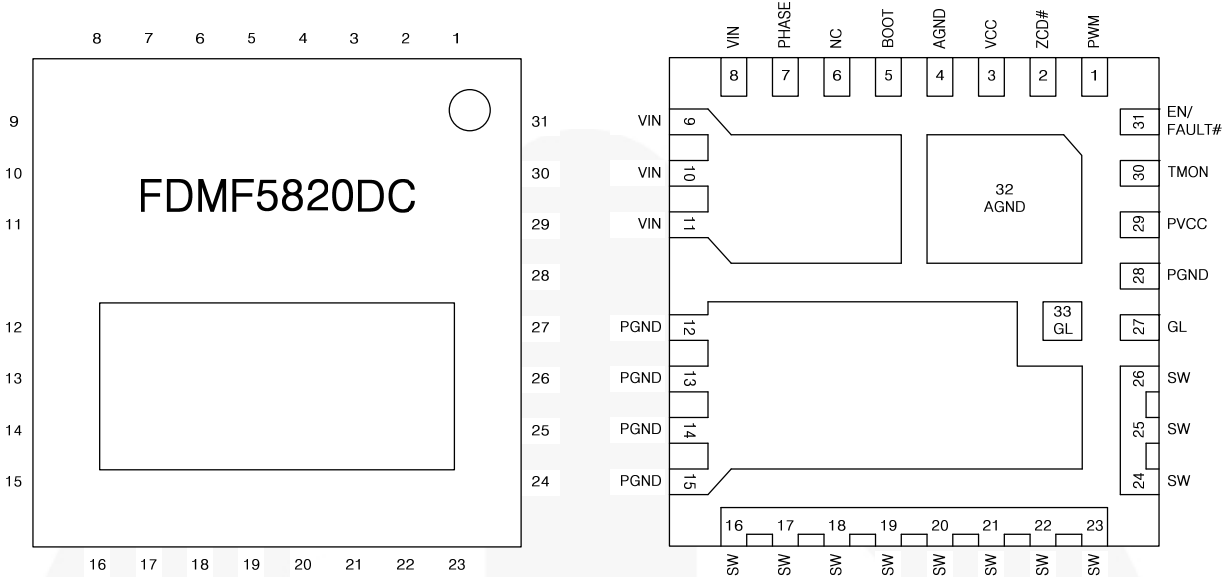 8 7 6 5 4 3 2 1
9
10
11
12
13
14
15
FDMF5820DC
31
30
29
28
27
26
25
24
16 17 18 19 20 21 22 23
VIN PHASE NC BOOT AGND VCC ZCD# PWM
8 7 6 5 4 3 2 1
VIN 9
VIN 10
VIN 11
PGND 12
PGND 13
PGND 14
PGND 15
32
AGND
33
GL
31 EN/
FAULT#
30 TMON
29 PVCC
28 PGND
27 GL
26 SW
25 SW
24 SW
16 17 18 19 20 21 22 23
SW SW SW SW SW SW SW SW